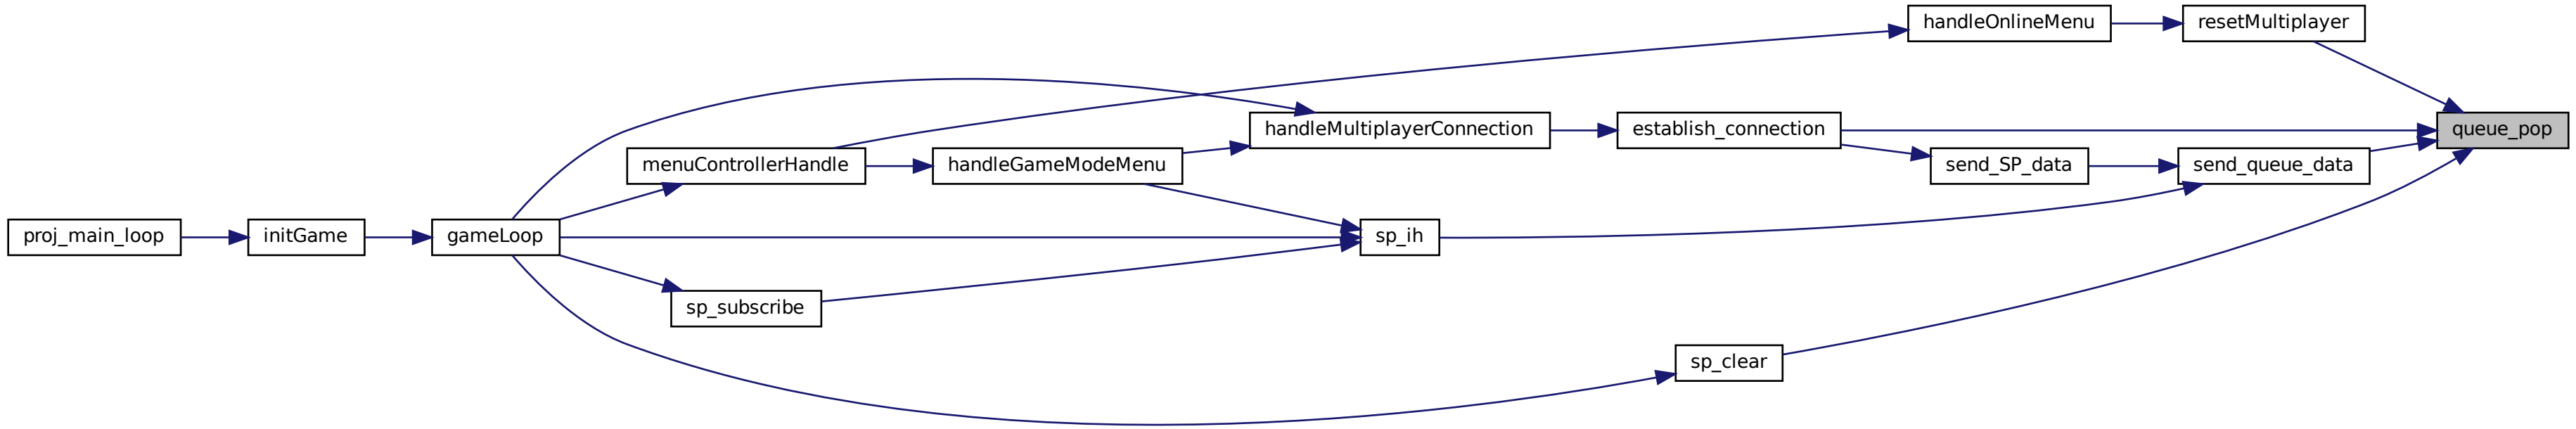 handleOnlineMenu
resetMultiplayer
handleMultiplayerConnection
establish_connection
queue_pop
menuControllerHandle
handleGameModeMenu
send_SP_data
send_queue_data
proj_main_loop
initGame
gameLoop
sp_ih
sp_subscribe
sp_clear